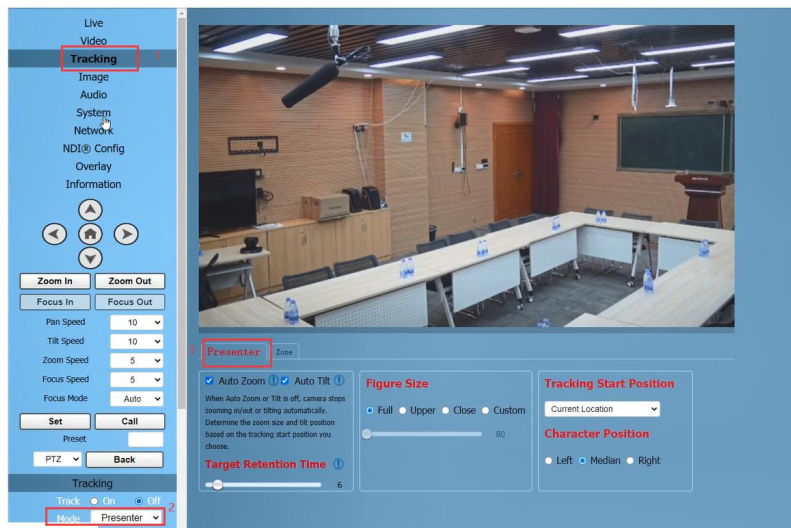 Live
Video
Tracking 1
Image
Audio
System
Network
NDI® Config
Overlay
Information
Zoom In Zoom Out
Focus In Focus Out
Pan Speed 10
Tilt Speed 10
Zoom Speed 5
Focus Speed 5
Focus Mode Auto
Set Call
Preset
PTZ Back
Tracking
Track On Off
Mode Presenter 2
Presenter Zone
Auto Zoom Auto Tilt
When Auto Zoom or Tilt is off, camera stops
zooming in/out or tilting automatically.
Determine the zoom size and tilt position
based on the tracking start position you
choose.
Target Retention Time
6
Figure Size
Full Upper Close Custom
80
Tracking Start Position
Current Location
Character Position
Left Median Right